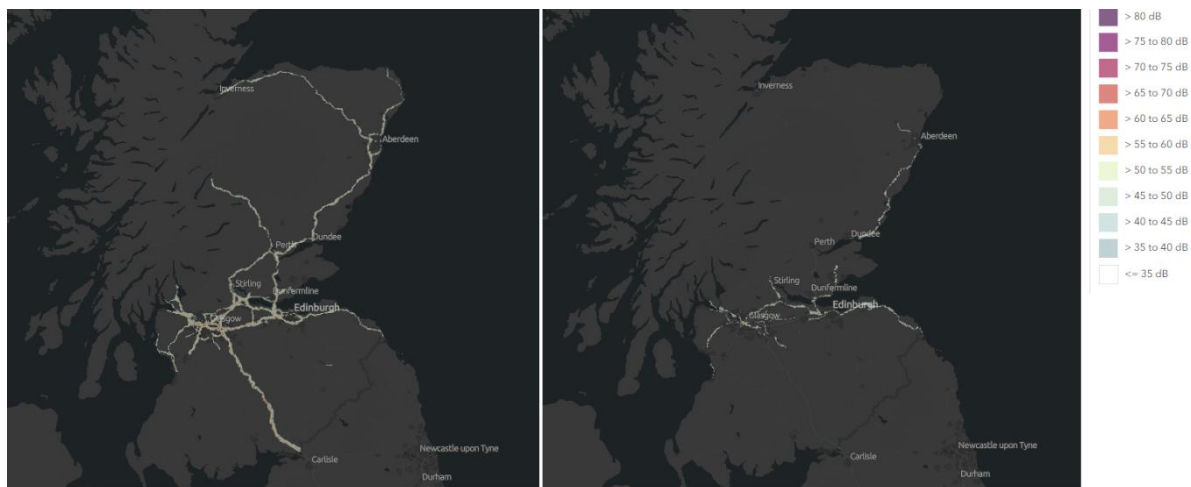 Inverness
Aberdeen
Perth
Dundee
Stirling
Dunfermline
Edinburgh
Glasgow
Newcastle upon Tyne
Carlisle
Durham
Inverness
Aberdeen
Dundee
Perth
Stirling
Dunfermline
Edinburgh
Glasgow
Newcastle upon Tyne
Carlisle
Durham
> 80 dB
> 75 to 80 dB
> 70 to 75 dB
> 65 to 70 dB
> 60 to 65 dB
> 55 to 60 dB
> 50 to 55 dB
> 45 to 50 dB
> 40 to 45 dB
> 35 to 40 dB
<= 35 dB